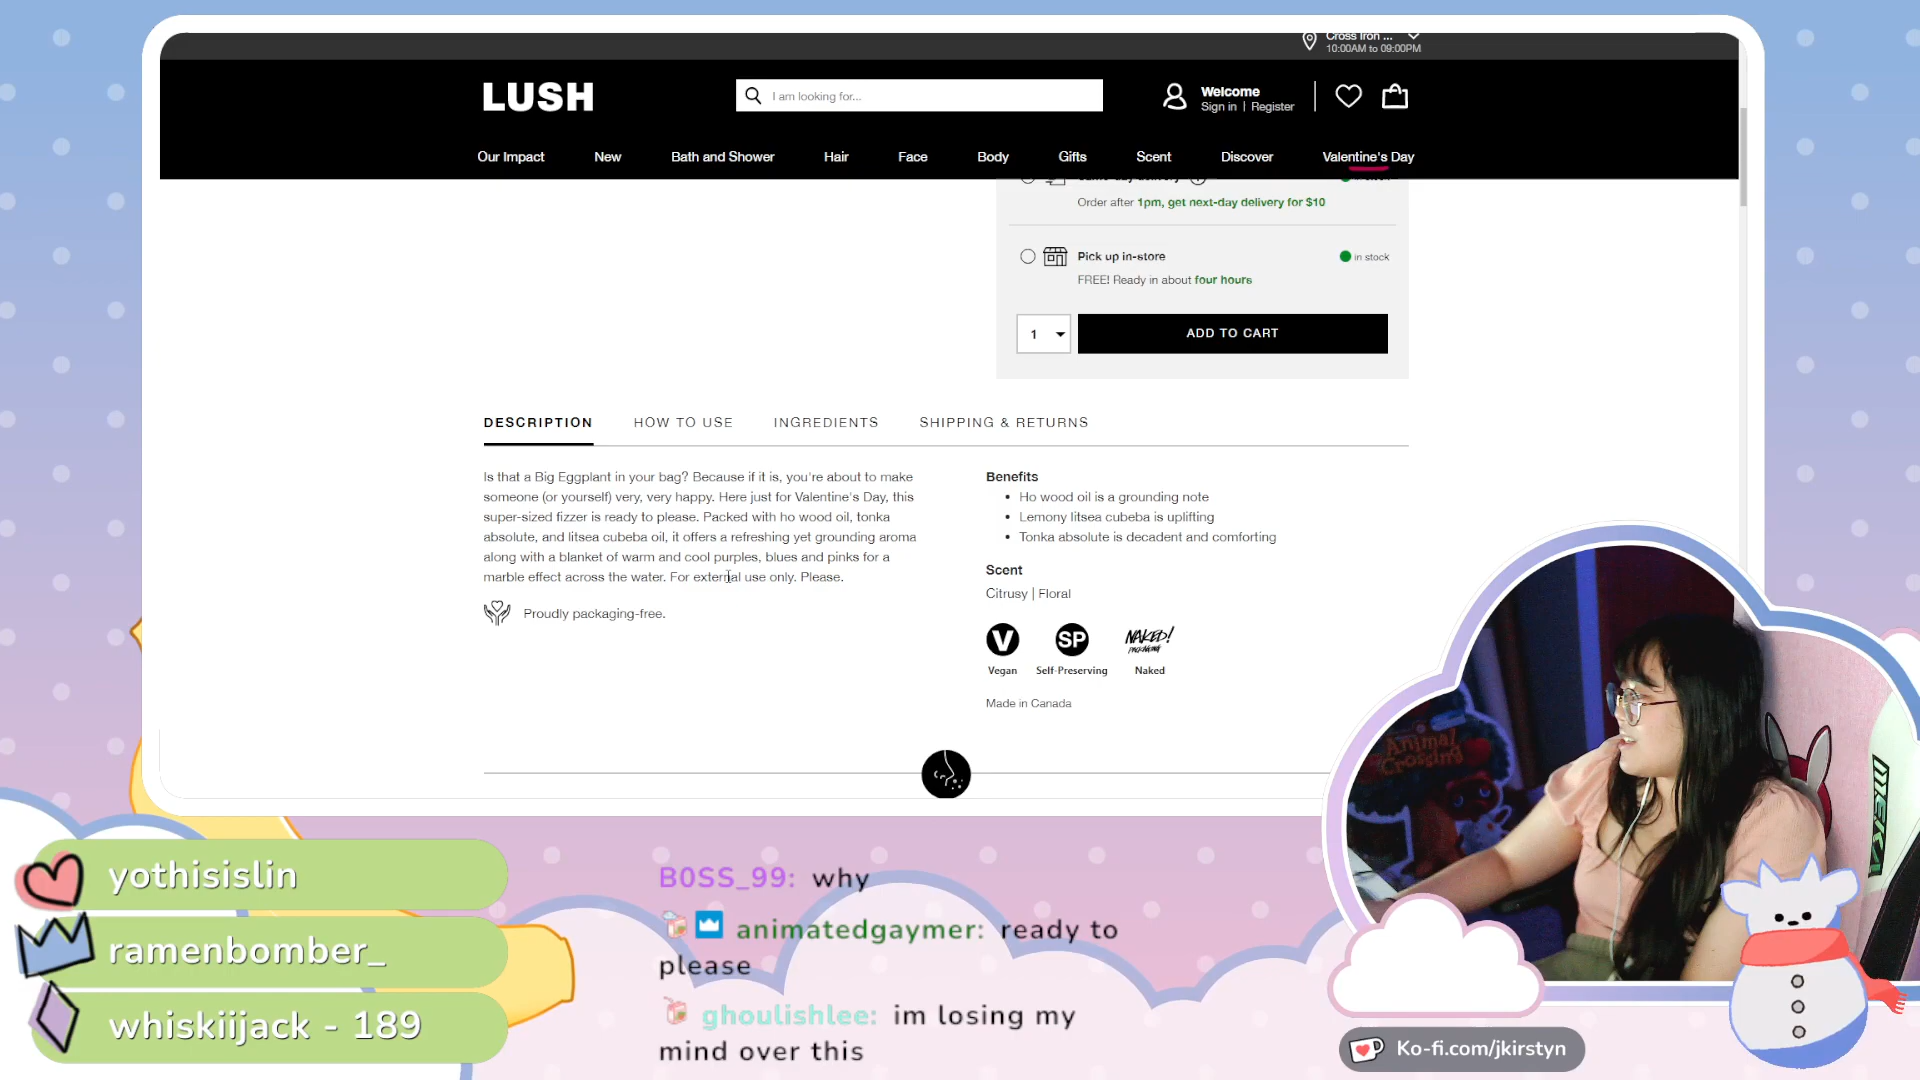 Cross Iron ...
10:00AM to 09:00PM
LUSH
I am looking for...
Welcome
Sign in | Register
Our Impact
New
Bath and Shower
Hair
Face
Body
Gifts
Scent
Discover
Valentine's Day
Order after 1pm, get next-day delivery for $10
Pick up in-store
in stock
FREE! Ready in about four hours
1
ADD TO CART
DESCRIPTION
HOW TO USE
INGREDIENTS
SHIPPING & RETURNS
Is that a Big Eggplant in your bag? Because if it is, you're about to make
someone (or yourself) very, very happy. Here just for Valentine's Day, this
super-sized fizzer is ready to please. Packed with ho wood oil, tonka
absolute, and litsea cubeba oil, it offers a refreshing yet grounding aroma
along with a blanket of warm and cool purples, blues and pinks for a
marble effect across the water. For external use only. Please.
Proudly packaging-free.
Benefits
• Ho wood oil is a grounding note
• Lemony litsea cubeba is uplifting
• Tonka absolute is decadent and comforting
Scent
Citrusy | Floral
V
SP
NAKED!
PACKAGING
Vegan
Self-Preserving
Naked
Made in Canada
Animal
Crossing
MEKA
yothisislin
ramenbomber_
whiskiijack - 189
B0SS_99: why
animatedgaymer: ready to
please
ghoulishlee: im losing my
mind over this
Ko-fi.com/jkirstyn